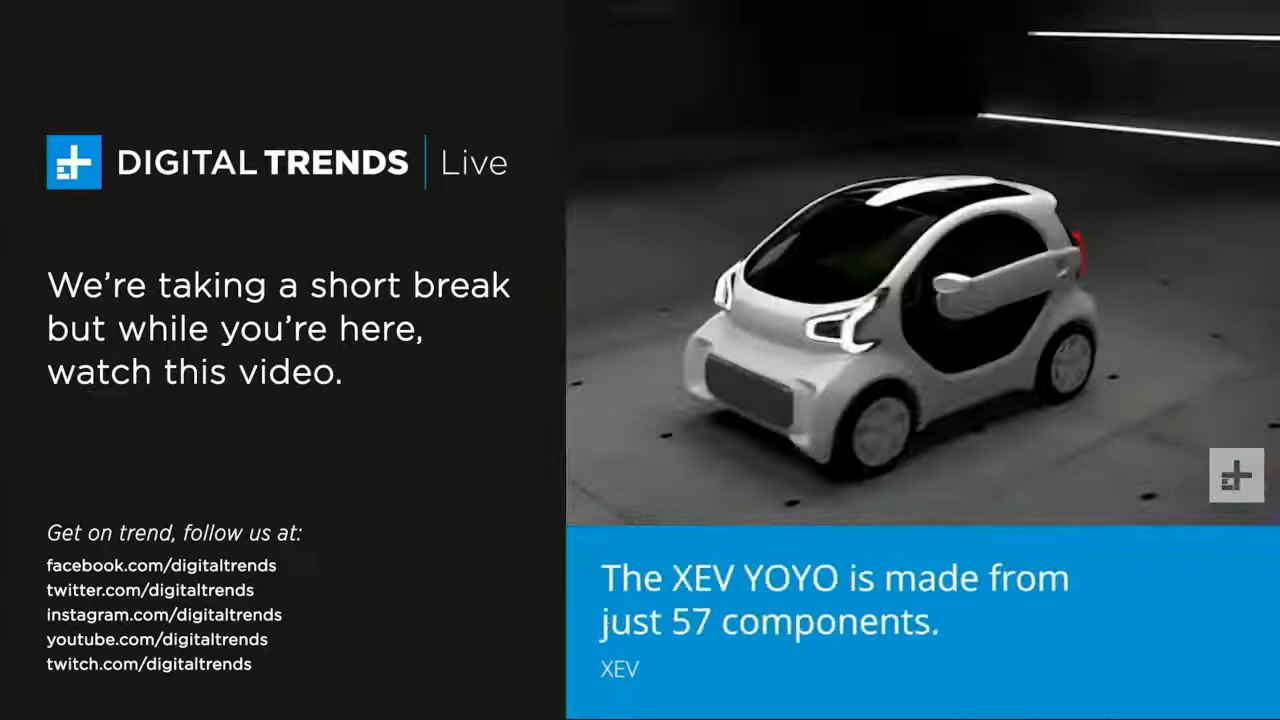 DIGITAL TRENDS | Live
We're taking a short break
but while you're here,
watch this video.
Get on trend, follow us at:
facebook.com/digitaltrends
twitter.com/digitaltrends
instagram.com/digitaltrends
youtube.com/digitaltrends
twitch.com/digitaltrends
The XEV YOYO is made from
just 57 components.
XEV